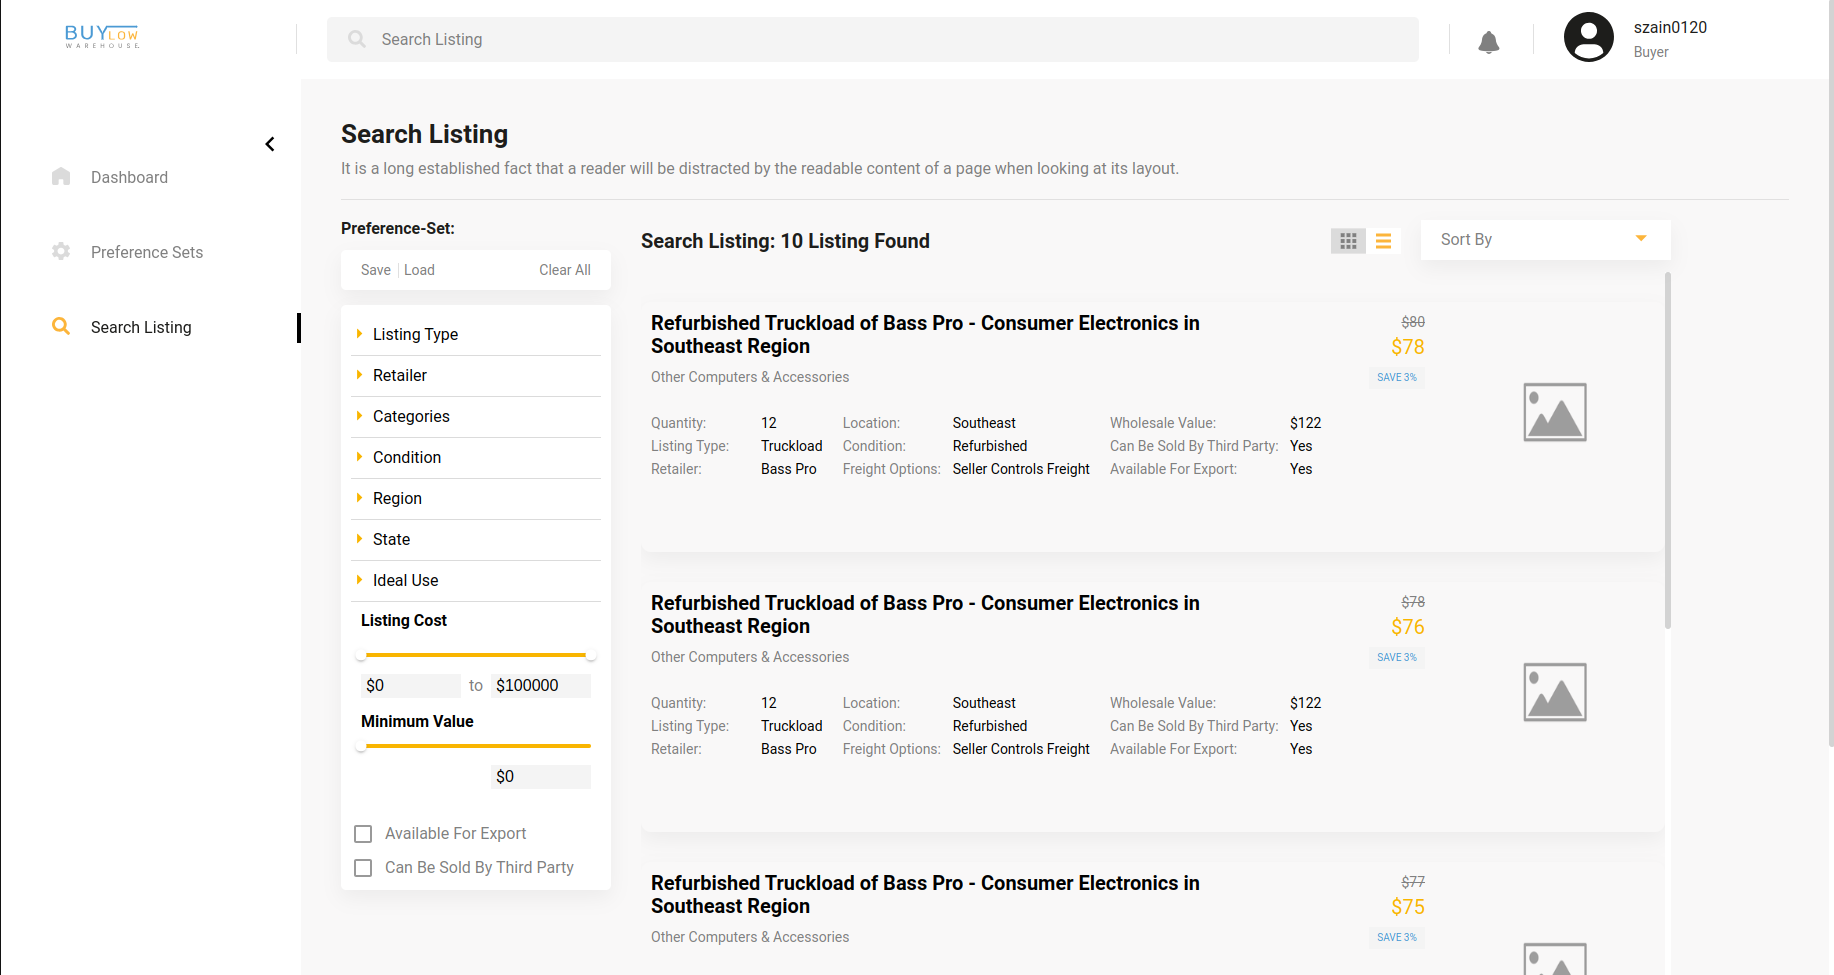 BUYLOW
WAREHOUSE
Search Listing
szain0120
Buyer
Dashboard
Preference Sets
Search Listing
Search Listing
It is a long established fact that a reader will be distracted by the readable content of a page when looking at its layout.
Preference-Set:
Save | Load Clear All
Listing Type
Retailer
Categories
Condition
Region
State
Ideal Use
Listing Cost
$0 to $100000
Minimum Value
$0
Available For Export
Can Be Sold By Third Party
Search Listing: 10 Listing Found
Sort By
Refurbished Truckload of Bass Pro - Consumer Electronics in
Southeast Region
$80
$78
SAVE 3%
Other Computers & Accessories
Quantity: 12 Location: Southeast Wholesale Value: $122
Listing Type: Truckload Condition: Refurbished Can Be Sold By Third Party: Yes
Retailer: Bass Pro Freight Options: Seller Controls Freight Available For Export: Yes
Refurbished Truckload of Bass Pro - Consumer Electronics in
Southeast Region
$78
$76
SAVE 3%
Other Computers & Accessories
Quantity: 12 Location: Southeast Wholesale Value: $122
Listing Type: Truckload Condition: Refurbished Can Be Sold By Third Party: Yes
Retailer: Bass Pro Freight Options: Seller Controls Freight Available For Export: Yes
Refurbished Truckload of Bass Pro - Consumer Electronics in
Southeast Region
$77
$75
SAVE 3%
Other Computers & Accessories